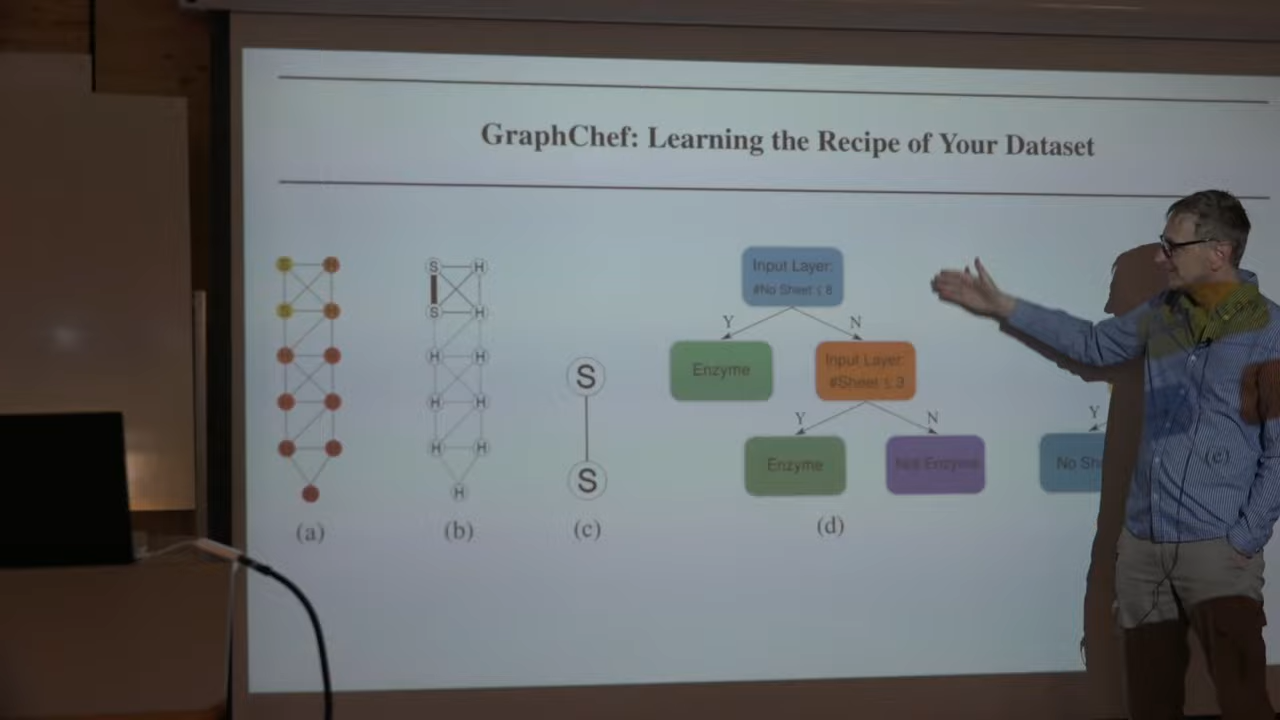 GraphChef: Learning the Recipe of Your Dataset
S H
S H
H H
H H
H H
H
(a)
(b)
S
S
(c)
Input Layer:
#No Sheet ≤ 8
Y N
Enzyme
Input Layer:
#Sheet ≤ 3
Y N
Enzyme
Not Enzyme
(d)
Y
No She
(e)